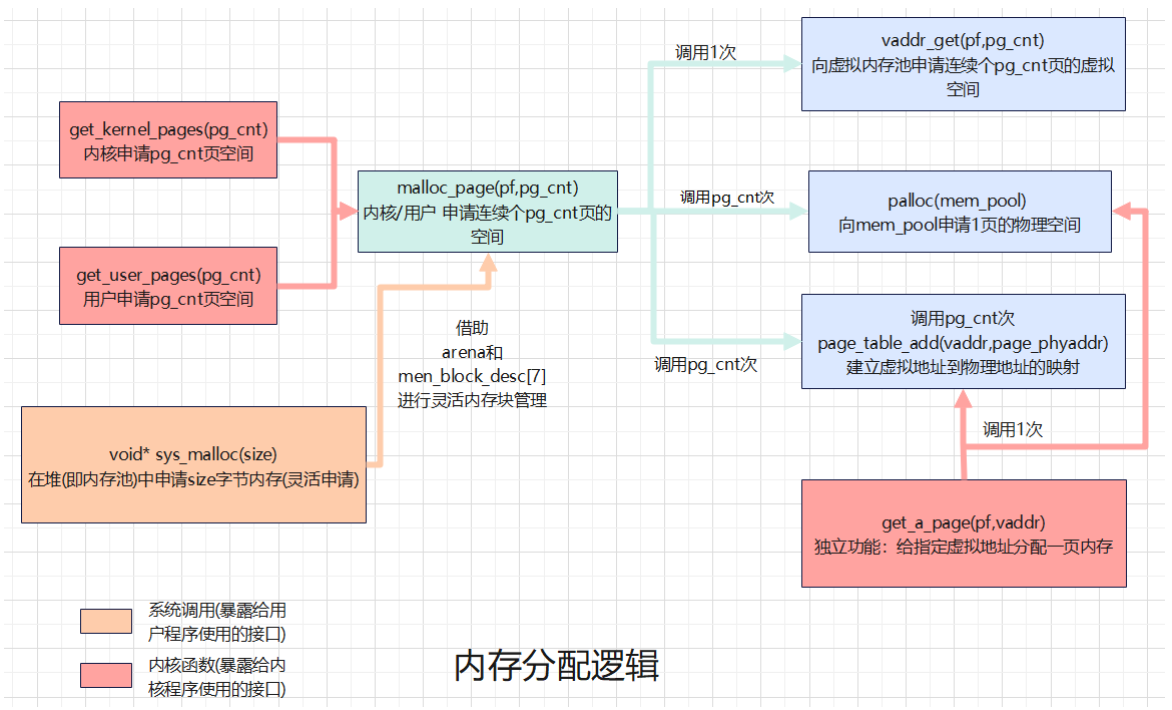 vaddr_get(pf,pg_cnt)
向虚拟内存池申请连续个pg_cnt页的虚拟
空间
调用1次
get_kernel_pages(pg_cnt)
内核申请pg_cnt页空间
malloc_page(pf,pg_cnt)
内核/用户 申请连续个pg_cnt页的
空间
调用pg_cnt次
palloc(mem_pool)
向mem_pool申请1页的物理空间
get_user_pages(pg_cnt)
用户申请pg_cnt页空间
调用pg_cnt次
page_table_add(vaddr,page_phyaddr)
建立虚拟地址到物理地址的映射
借助
arena和
men_block_desc[7]
进行灵活内存块管理
调用pg_cnt次
调用1次
void* sys_malloc(size)
在堆(即内存池)中申请size字节内存(灵活申请)
get_a_page(pf,vaddr)
独立功能：给指定虚拟地址分配一页内存
系统调用(暴露给用
户程序使用的接口)
内核函数(暴露给内
核程序使用的接口)
内存分配逻辑